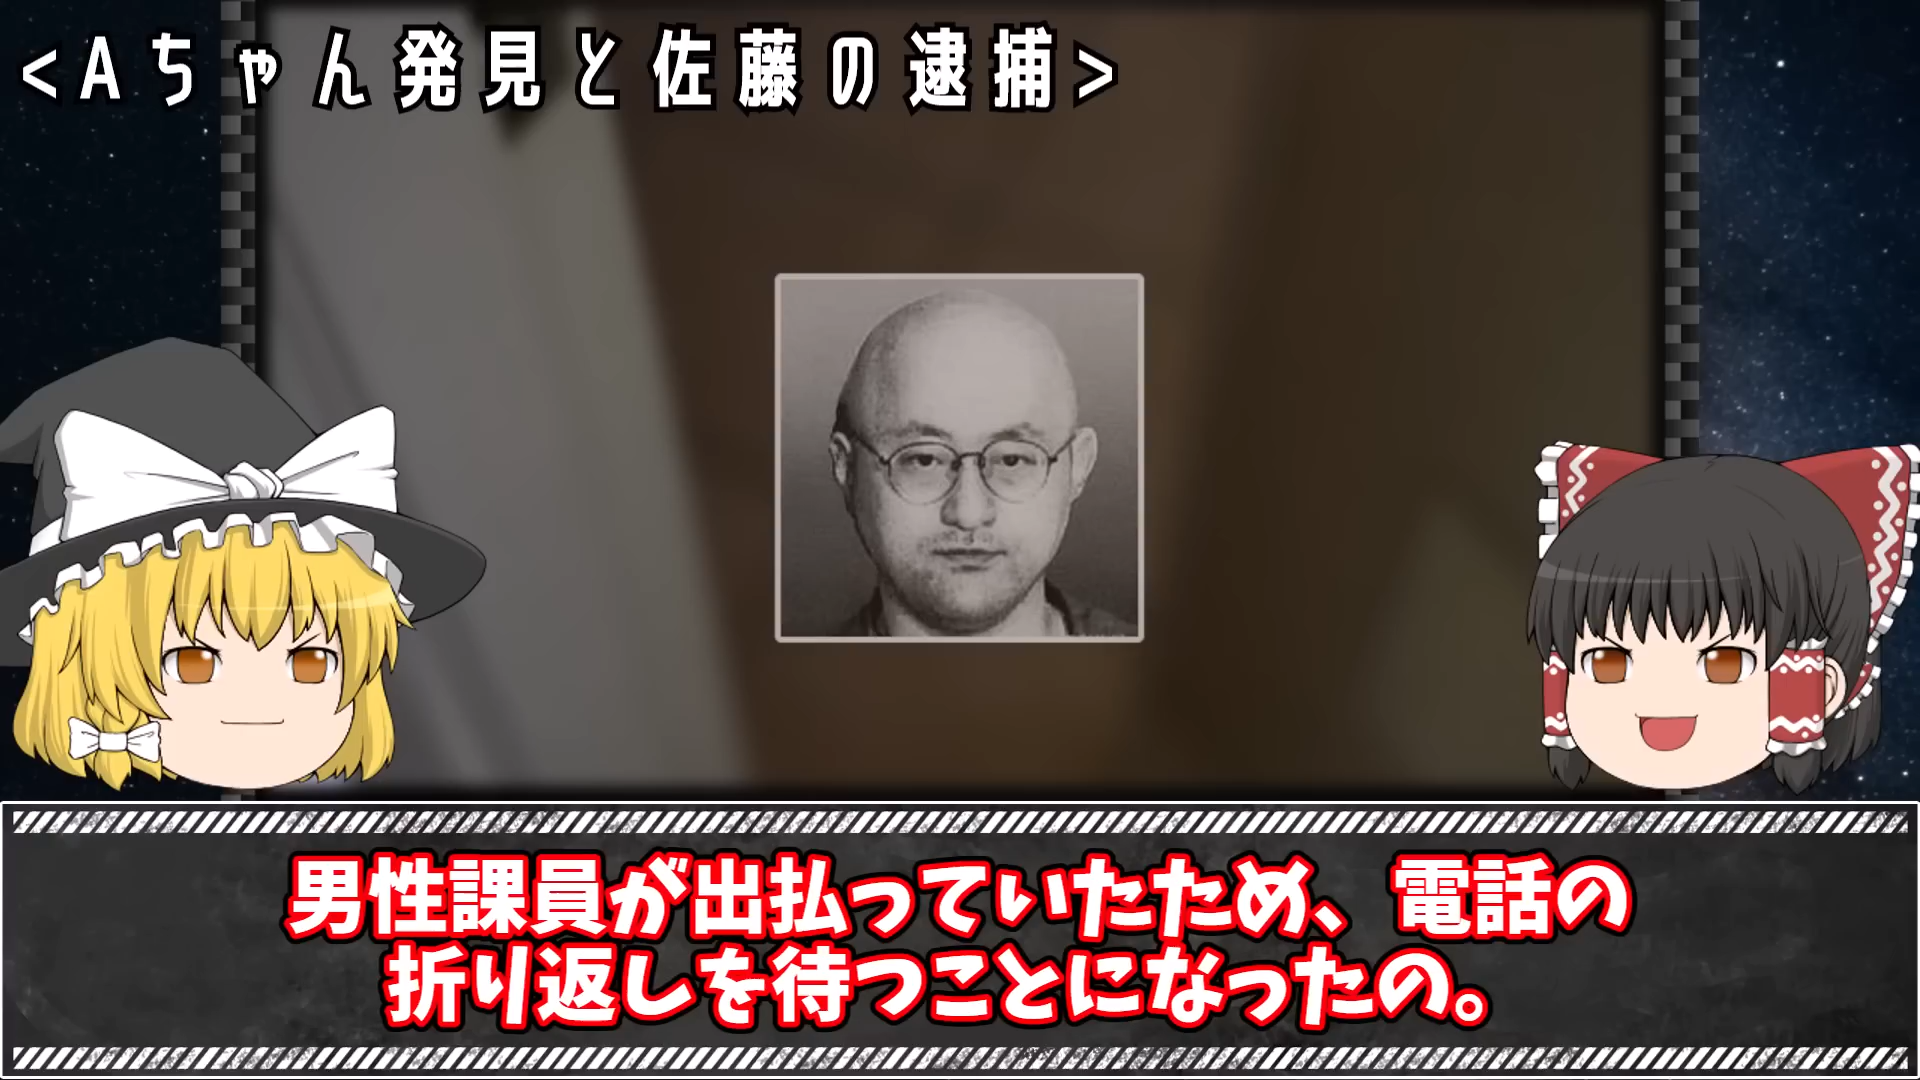 <Aちゃん発見と佐藤の逮捕>
男性課員が出払っていたため、電話の
折り返しを待つことになったの。